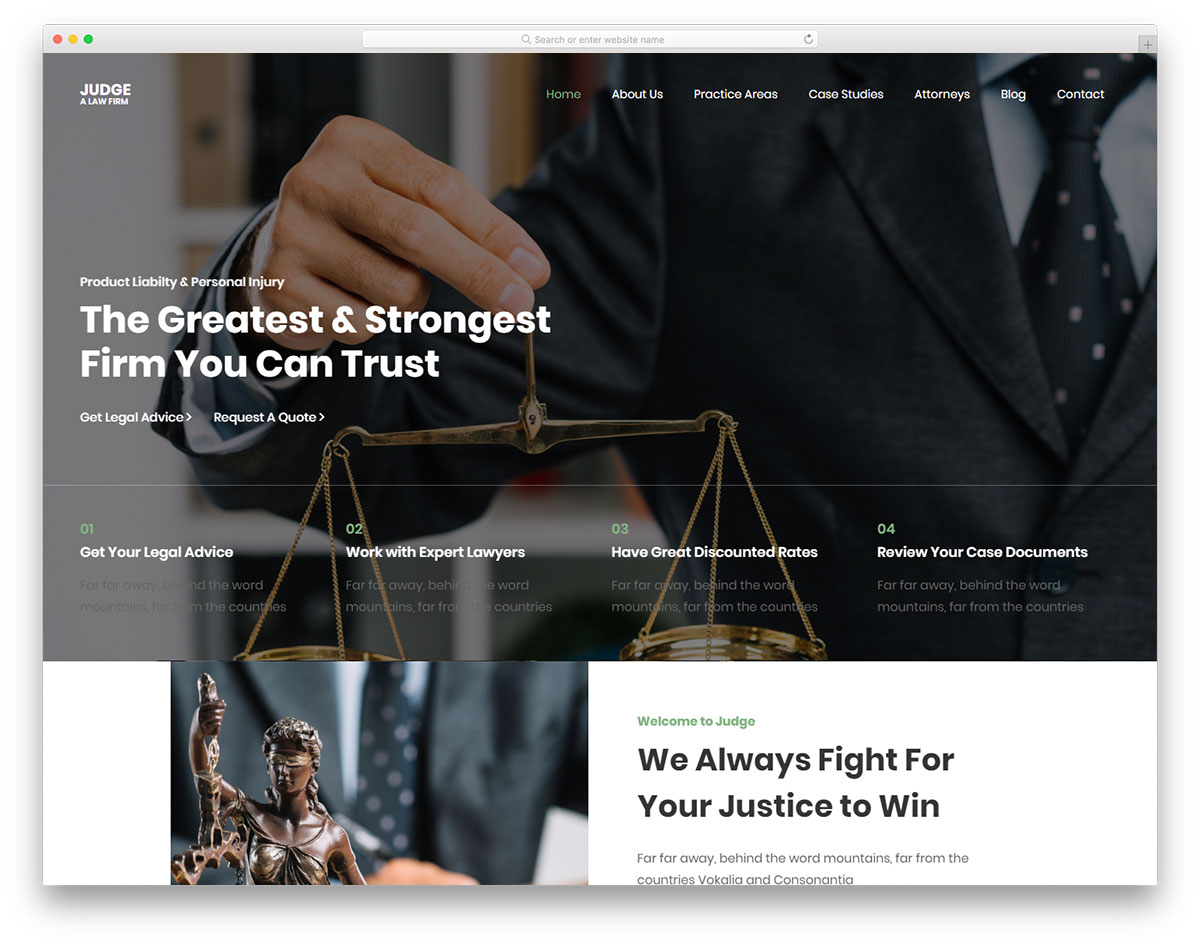 Search or enter website name
JUDGE
A LAW FIRM
Home About Us Practice Areas Case Studies Attorneys Blog Contact
Product Liabilty & Personal Injury
The Greatest & Strongest
Firm You Can Trust
Get Legal Advice > Request A Quote >
01
Get Your Legal Advice
Far far away, behind the word
mountains, far from the countries
02
Work with Expert Lawyers
Far far away, behind the word
mountains, far from the countries
03
Have Great Discounted Rates
Far far away, behind the word
mountains, far from the countries
04
Review Your Case Documents
Far far away, behind the word
mountains, far from the countries
Welcome to Judge
We Always Fight For
Your Justice to Win
Far far away, behind the word mountains, far from the
countries Vokalia and Consonantia